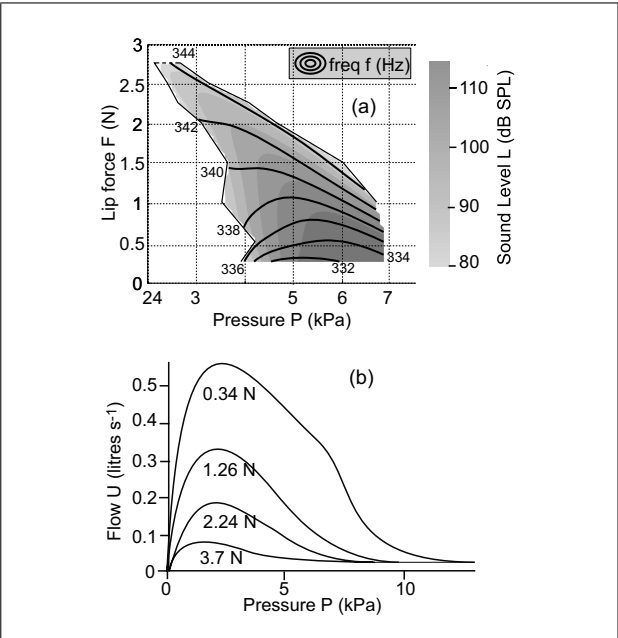 3
344
freq f (Hz)
2.5
(a)
110
2
342
100
1.5
340
90
1
338
0.5
336
332
334
80
0
24
3
5
6
7
Lip force F (N)
Pressure P (kPa)
Sound Level L (dB SPL)
(b)
0.5
0.34 N
0.4
0.3
1.26 N
0.2
2.24 N
0.1
3.7 N
0
0
5
10
Flow U (litres s-1)
Pressure P (kPa)